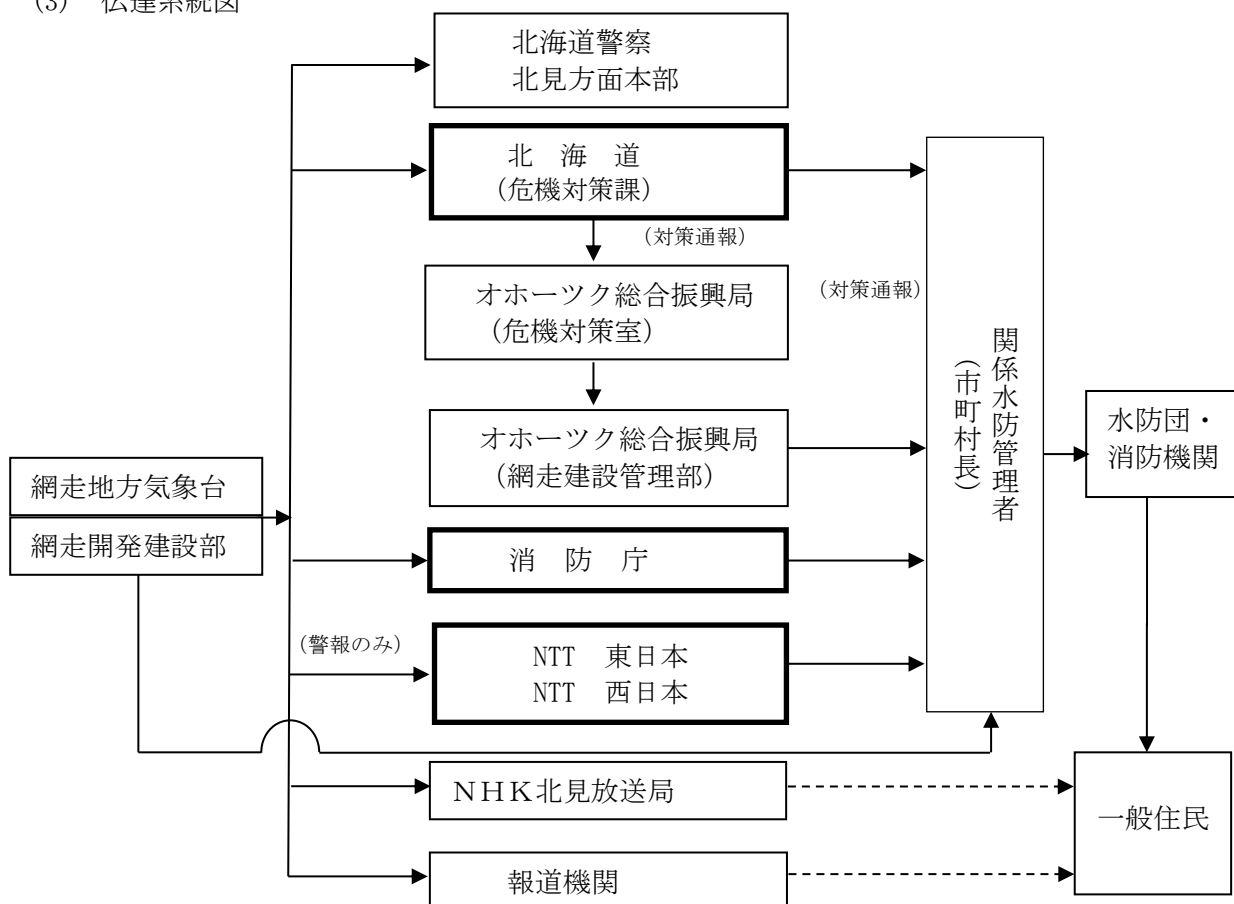 (3) 伝達系統図
北海道警察
北見方面本部
北 海 道
(危機対策課)
(対策通報)
オホーツク総合振興局
(危機対策室)
(対策通報)
オホーツク総合振興局
(網走建設管理部)
関係水防管理者
(市町村長)
水防団・
消防機関
網走地方気象台
網走開発建設部
消 防 庁
(警報のみ)
NTT 東日本
NTT 西日本
NHK北見放送局
一般住民
報道機関